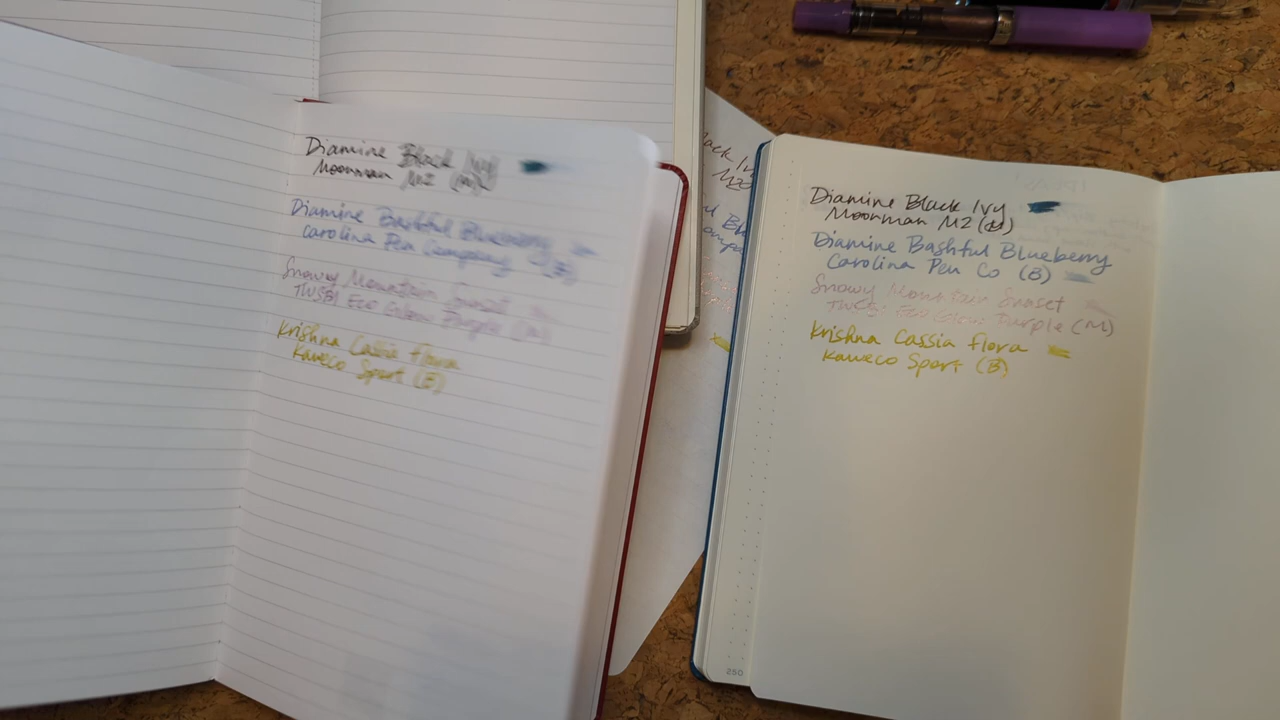 Diamine Black Ivy
Moonman M2 (M)
Diamine Bashful Blueberry
Carolina Pen Company (B)
Snowy Mountain Sunset
TWSBI Eco Glow Purple (M)
Krishna Cassia Flora
Kaweco Sport (B)
Diamine Black Ivy
Moonman M2 (M)
Diamine Bashful Blueberry
Carolina Pen Co (B)
Snowy Mountain Sunset
TWSBI Eco Glow Purple (M)
Krishna Cassia flora
Kaweco Sport (B)
250